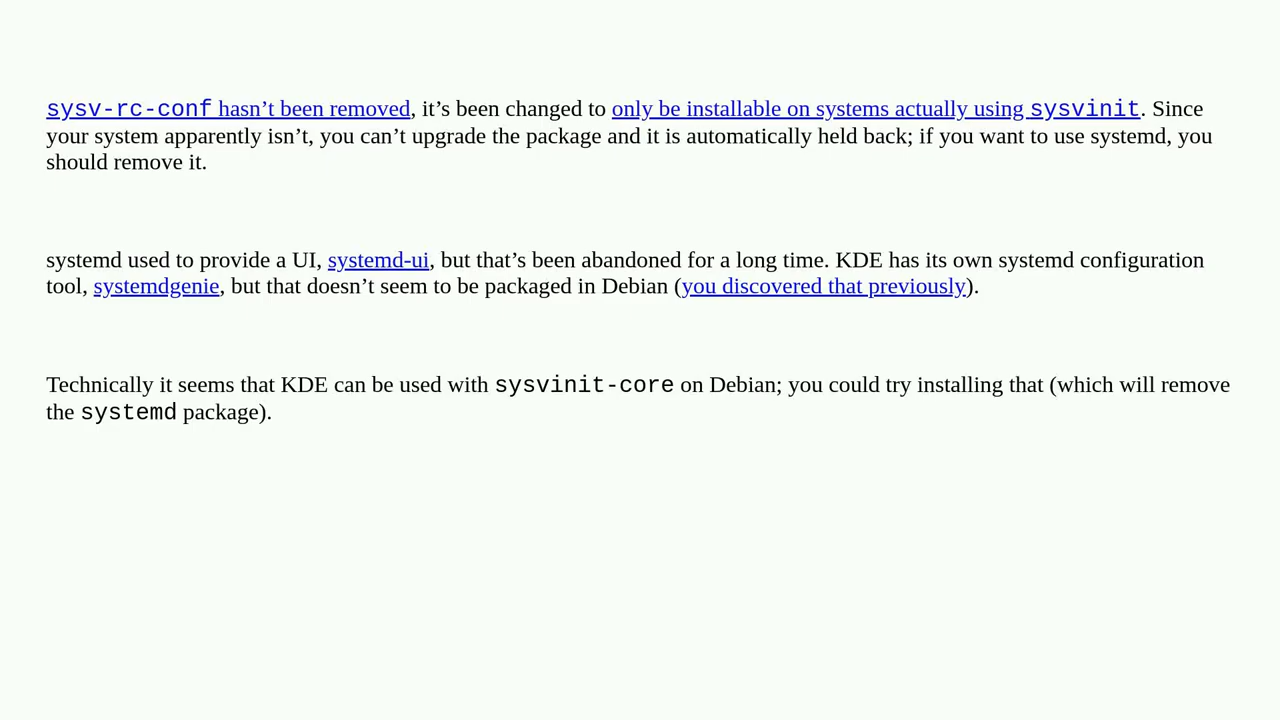 sysv-rc-conf hasn’t been removed, it’s been changed to only be installable on systems actually using sysvinit. Since
your system apparently isn’t, you can’t upgrade the package and it is automatically held back; if you want to use systemd, you
should remove it.
systemd used to provide a UI, systemd-ui, but that’s been abandoned for a long time. KDE has its own systemd configuration
tool, systemdgenie, but that doesn’t seem to be packaged in Debian (you discovered that previously).
Technically it seems that KDE can be used with sysvinit-core on Debian; you could try installing that (which will remove
the systemd package).